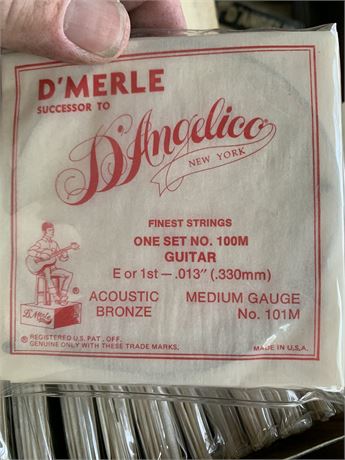 D'MERLE
SUCCESSOR TO
D'Angelico
NEW YORK
FINEST STRINGS
ONE SET NO. 100M
GUITAR
E or 1st — .013" (.330mm)
ACOUSTIC BRONZE
MEDIUM GAUGE No. 101M
D'Merle
®
® REGISTERED U.S. PAT. OFF.
GENUINE ONLY WITH THESE TRADE MARKS.
MADE IN U.S.A.